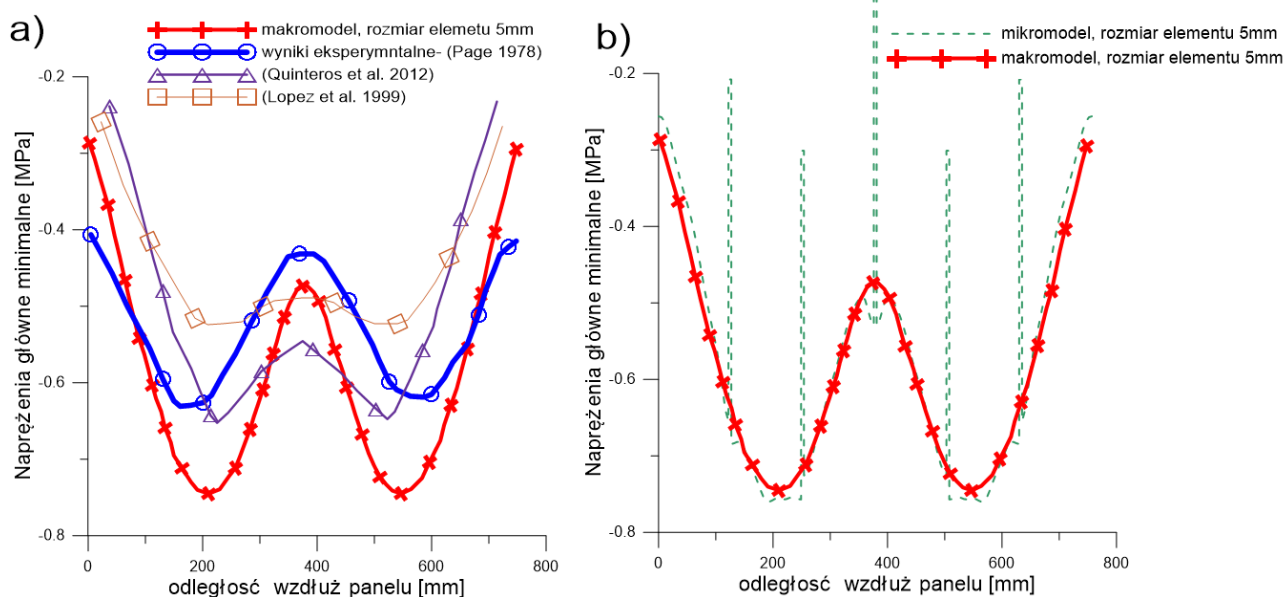 a)
makromodel, rozmiar elemetu 5mm
wyniki eksperymntalne- (Page 1978)
(Quinteros et al. 2012)
(Lopez et al. 1999)
-0.2
-0.4
-0.6
-0.8
Naprężenia główne minimalne [MPa]
0
200
400
600
800
odległosć wzdłuż panelu [mm]
b)
mikromodel, rozmiar elementu 5mm
makromodel, rozmiar elementu 5mm
-0.2
-0.4
-0.6
-0.8
Naprężenia główne minimalne [MPa]
0
200
400
600
800
odległosć wzdłuż panelu [mm]